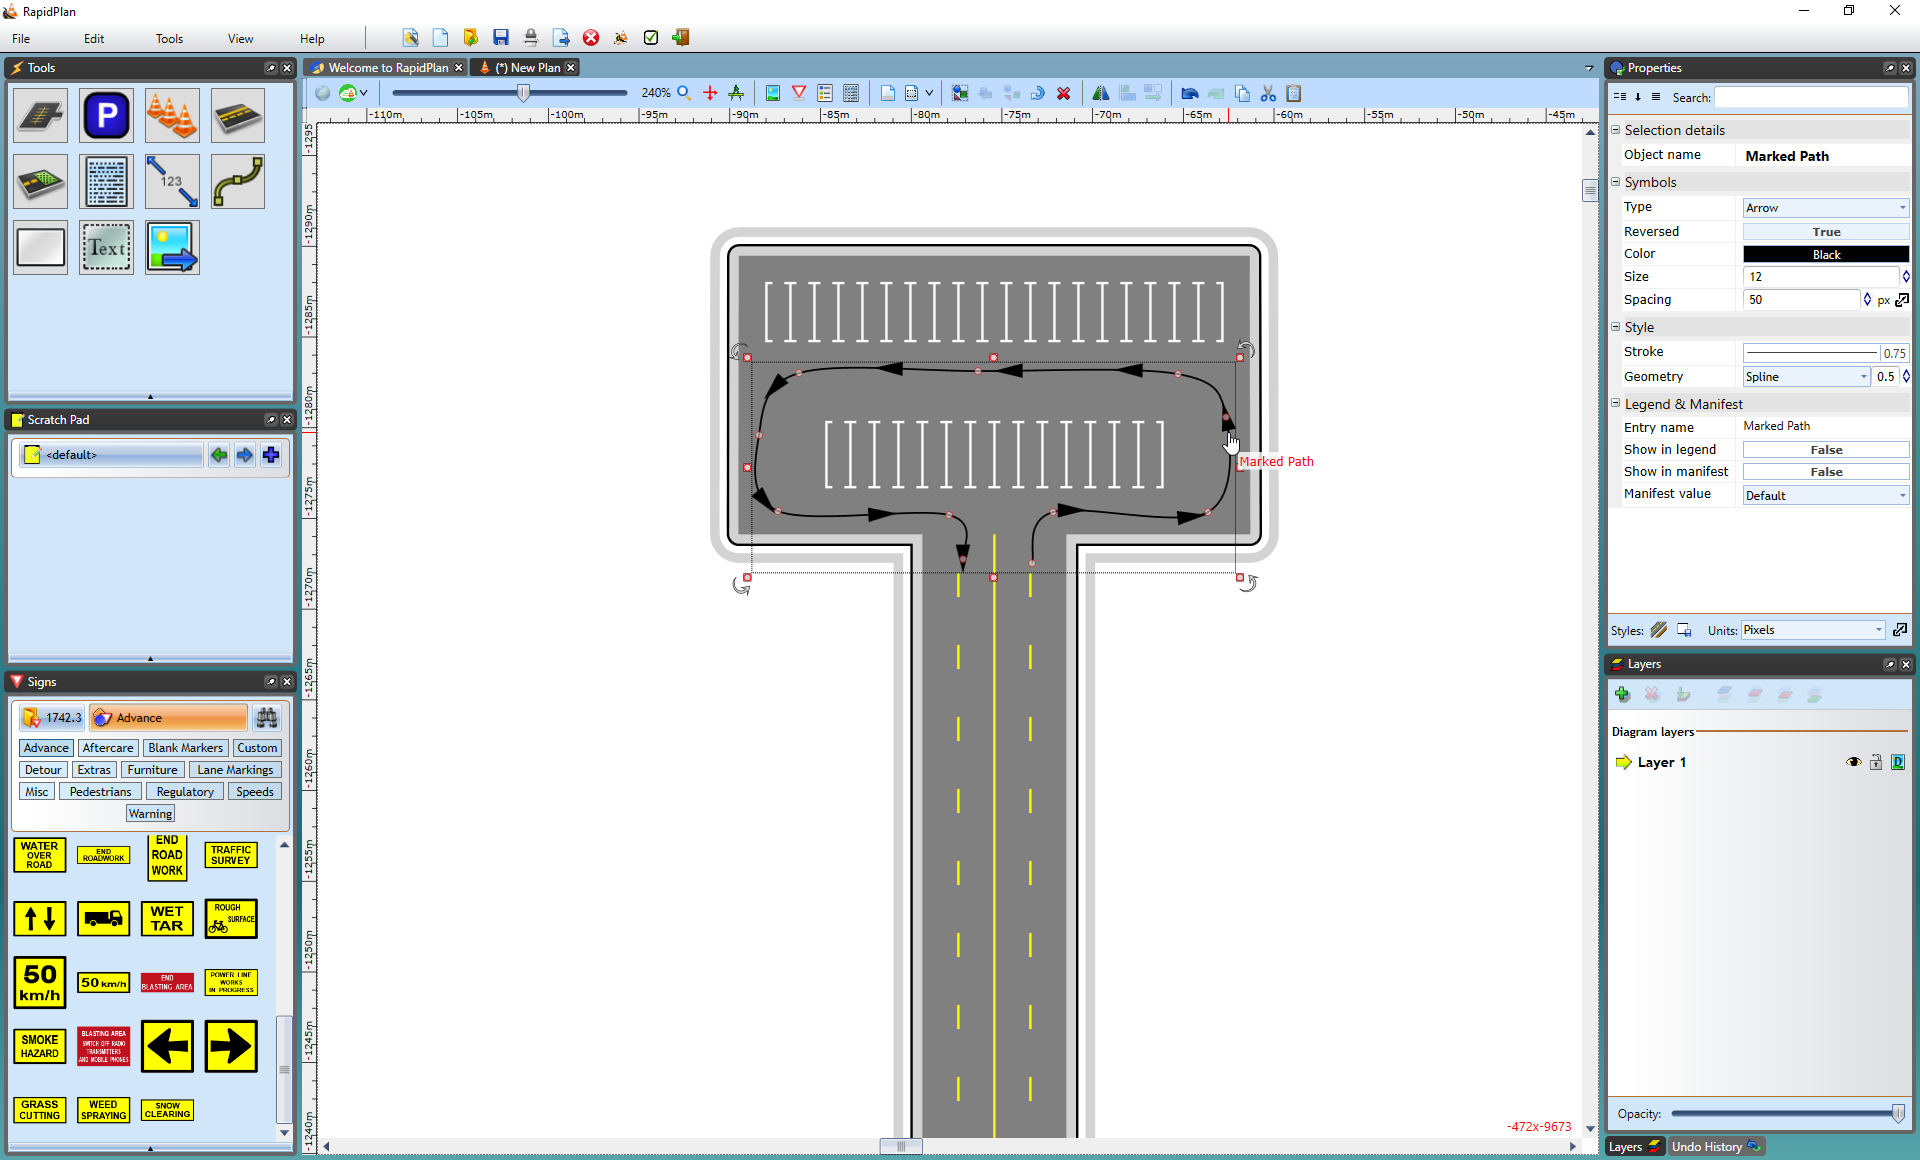 RapidPlan
File Edit Tools View Help
Tools
Welcome to RapidPlan (*) New Plan
Properties
240%
Search:
-110m -105m -100m -95m -90m -85m -80m -75m -70m -65m -60m -55m -50m -45m
-1295
-1290m
-1285m
-1280m
-1275m
-1270m
-1265m
-1260m
-1255m
-1250m
-1245m
-1240m
P
123
Text
Scratch Pad
<default>
Signs
1742.3 Advance
Advance Aftercare Blank Markers Custom
Detour Extras Furniture Lane Markings
Misc Pedestrians Regulatory Speeds
Warning
WATER
OVER
ROAD
END
ROADWORK
END
ROAD
WORK
TRAFFIC
SURVEY
WET
TAR
ROUGH
SURFACE
50
km/h
50 km/h
END
BLASTING AREA
POWER LINE
WORKS
IN PROGRESS
SMOKE
HAZARD
BLASTING AREA
SWITCH OFF RADIO
TRANSMITTERS
AND MOBILE PHONES
GRASS
CUTTING
WEED
SPRAYING
SNOW
CLEARING
Marked Path
-472x-9673
Selection details
Object name Marked Path
Symbols
Type Arrow
Reversed True
Color Black
Size 12
Spacing 50 px
Style
Stroke 0.75
Geometry Spline 0.5
Legend & Manifest
Entry name Marked Path
Show in legend False
Show in manifest False
Manifest value Default
Styles: Units: Pixels
Layers
Diagram layers
Layer 1
D
Opacity:
Layers Undo History